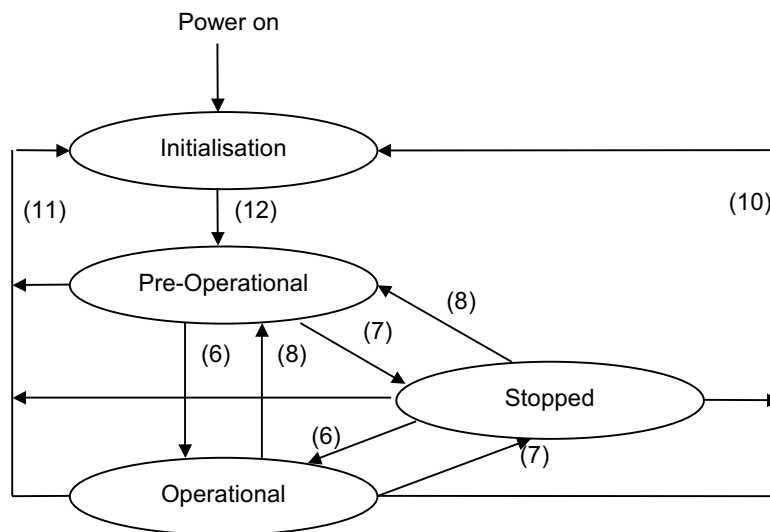 Power on
Initialisation
(11)
(12)
(10)
Pre-Operational
(8)
(7)
(6)
(8)
Stopped
(6)
(7)
Operational